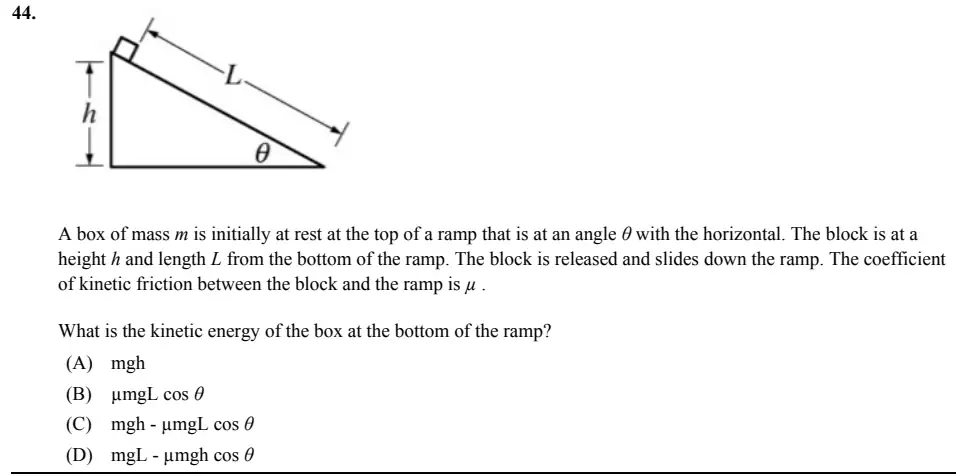 44.
L
h
θ
A box of mass m is initially at rest at the top of a ramp that is at an angle θ with the horizontal. The block is at a
height h and length L from the bottom of the ramp. The block is released and slides down the ramp. The coefficient
of kinetic friction between the block and the ramp is μ .
What is the kinetic energy of the box at the bottom of the ramp?
(A) mgh
(B) μmgL cos θ
(C) mgh - μmgL cos θ
(D) mgL - μmgh cos θ